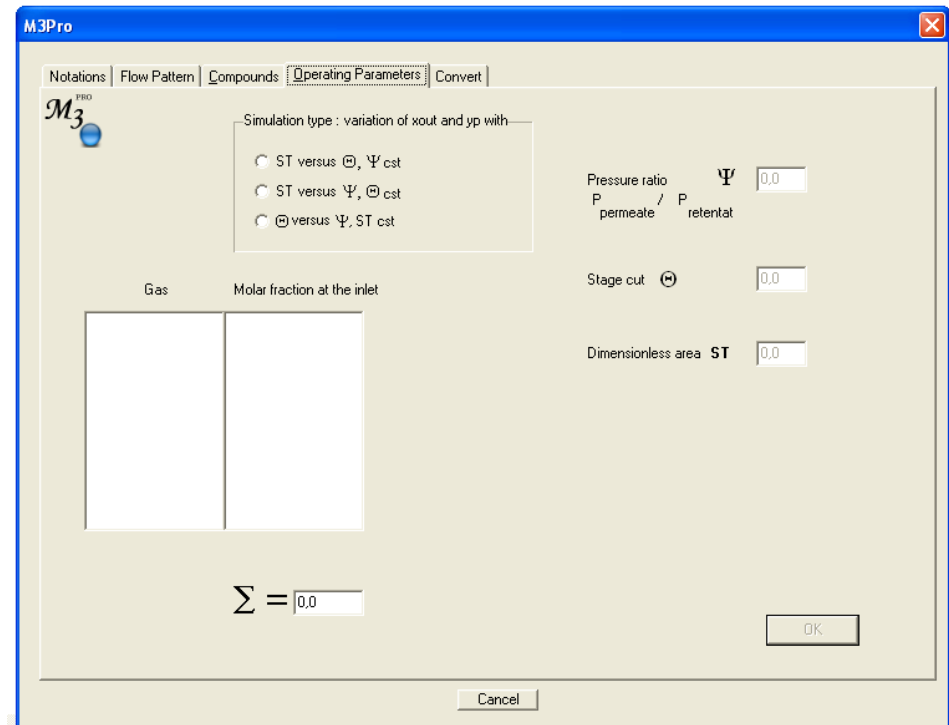 M3Pro
Notations Flow Pattern Compounds Operating Parameters Convert
M3 PRO
Simulation type : variation of xout and yp with
ST versus Θ, Ψ cst
ST versus Ψ, Θ cst
Θ versus Ψ, ST cst
Pressure ratio Ψ 0,0
P permeate / P retentat
Stage cut Θ 0,0
Dimensionless area ST 0,0
Gas Molar fraction at the inlet
Σ = 0,0
OK
Cancel